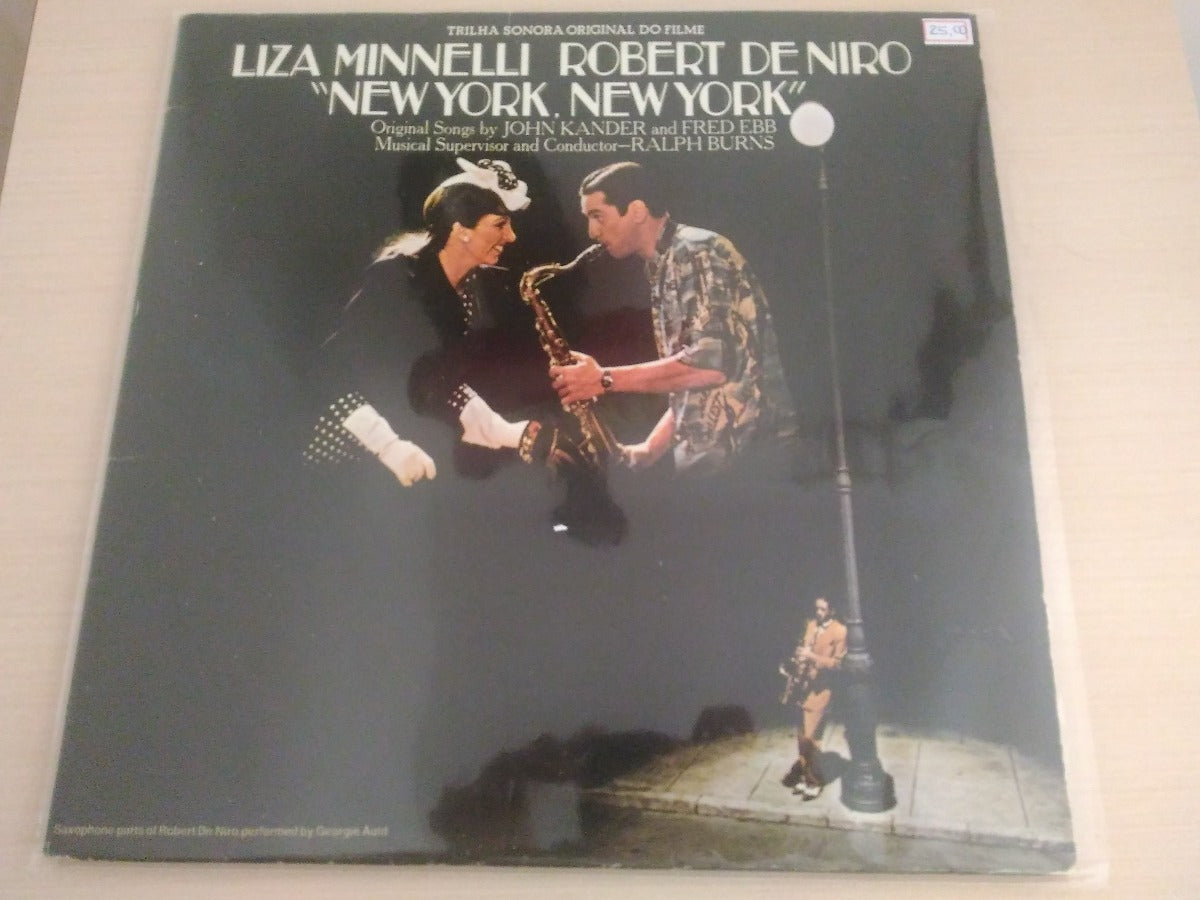 TRILHA SONORA ORIGINAL DO FILME
25,00
LIZA MINNELLI ROBERT DE NIRO
"NEW YORK, NEW YORK"
Original Songs by JOHN KANDER and FRED EBB
Musical Supervisor and Conductor—RALPH BURNS
Saxophone parts of Robert De Niro performed by Georgie Auld